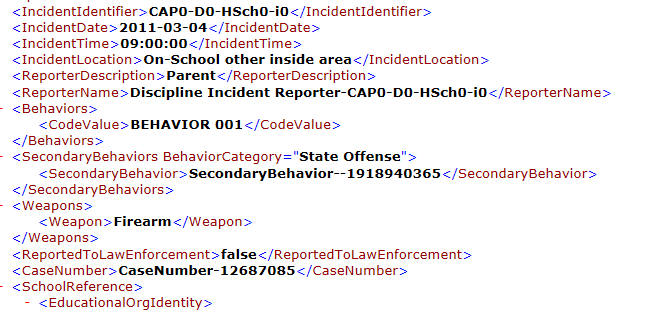 <IncidentIdentifier>CAP0-D0-HSch0-i0</IncidentIdentifier>
<IncidentDate>2011-03-04</IncidentDate>
<IncidentTime>09:00:00</IncidentTime>
<IncidentLocation>On-School other inside area</IncidentLocation>
<ReporterDescription>Parent</ReporterDescription>
<ReporterName>Discipline Incident Reporter-CAP0-D0-HSch0-i0</ReporterName>
- <Behaviors>
<CodeValue>BEHAVIOR 001</CodeValue>
</Behaviors>
- <SecondaryBehaviors BehaviorCategory="State Offense">
<SecondaryBehavior>SecondaryBehavior--1918940365</SecondaryBehavior>
</SecondaryBehaviors>
- <Weapons>
<Weapon>Firearm</Weapon>
</Weapons>
<ReportedToLawEnforcement>false</ReportedToLawEnforcement>
<CaseNumber>CaseNumber-12687085</CaseNumber>
- <SchoolReference>
- <EducationalOrgIdentity>